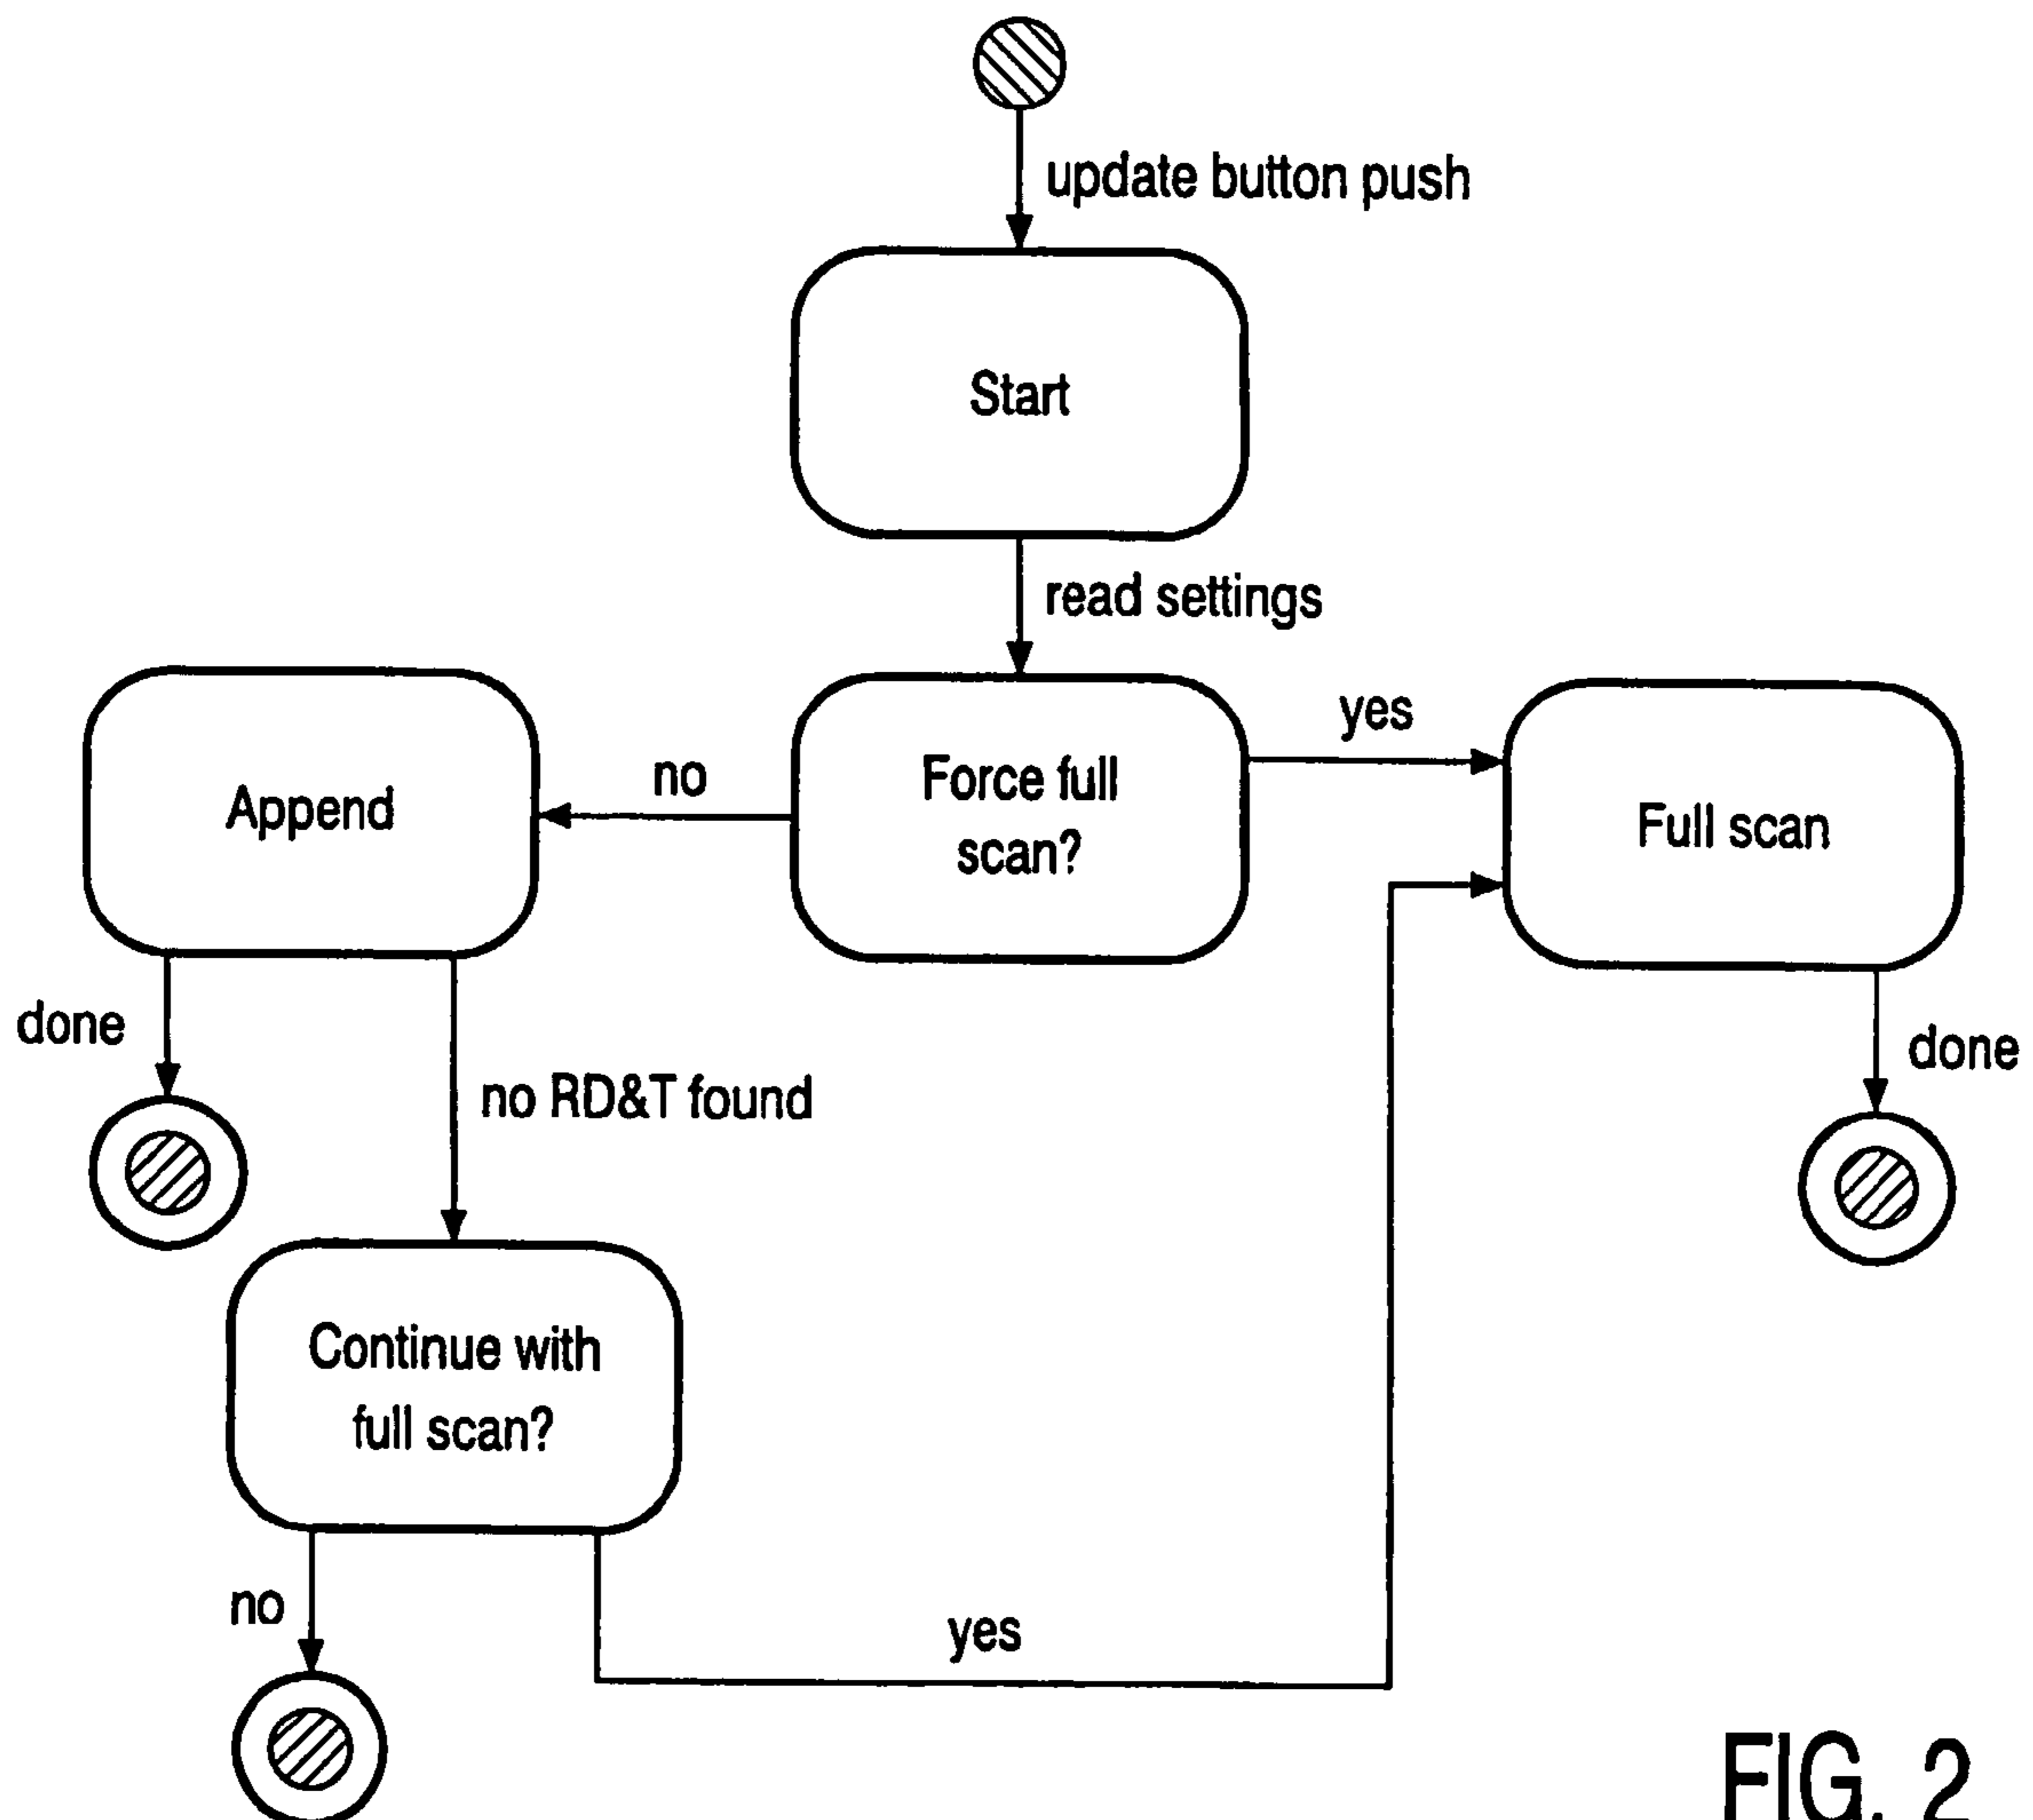 update button push
Start
read settings
Append
no
Force full
scan?
yes
Full scan
done
no RD&T found
done
Continue with
full scan?
no
yes
FIG. 2